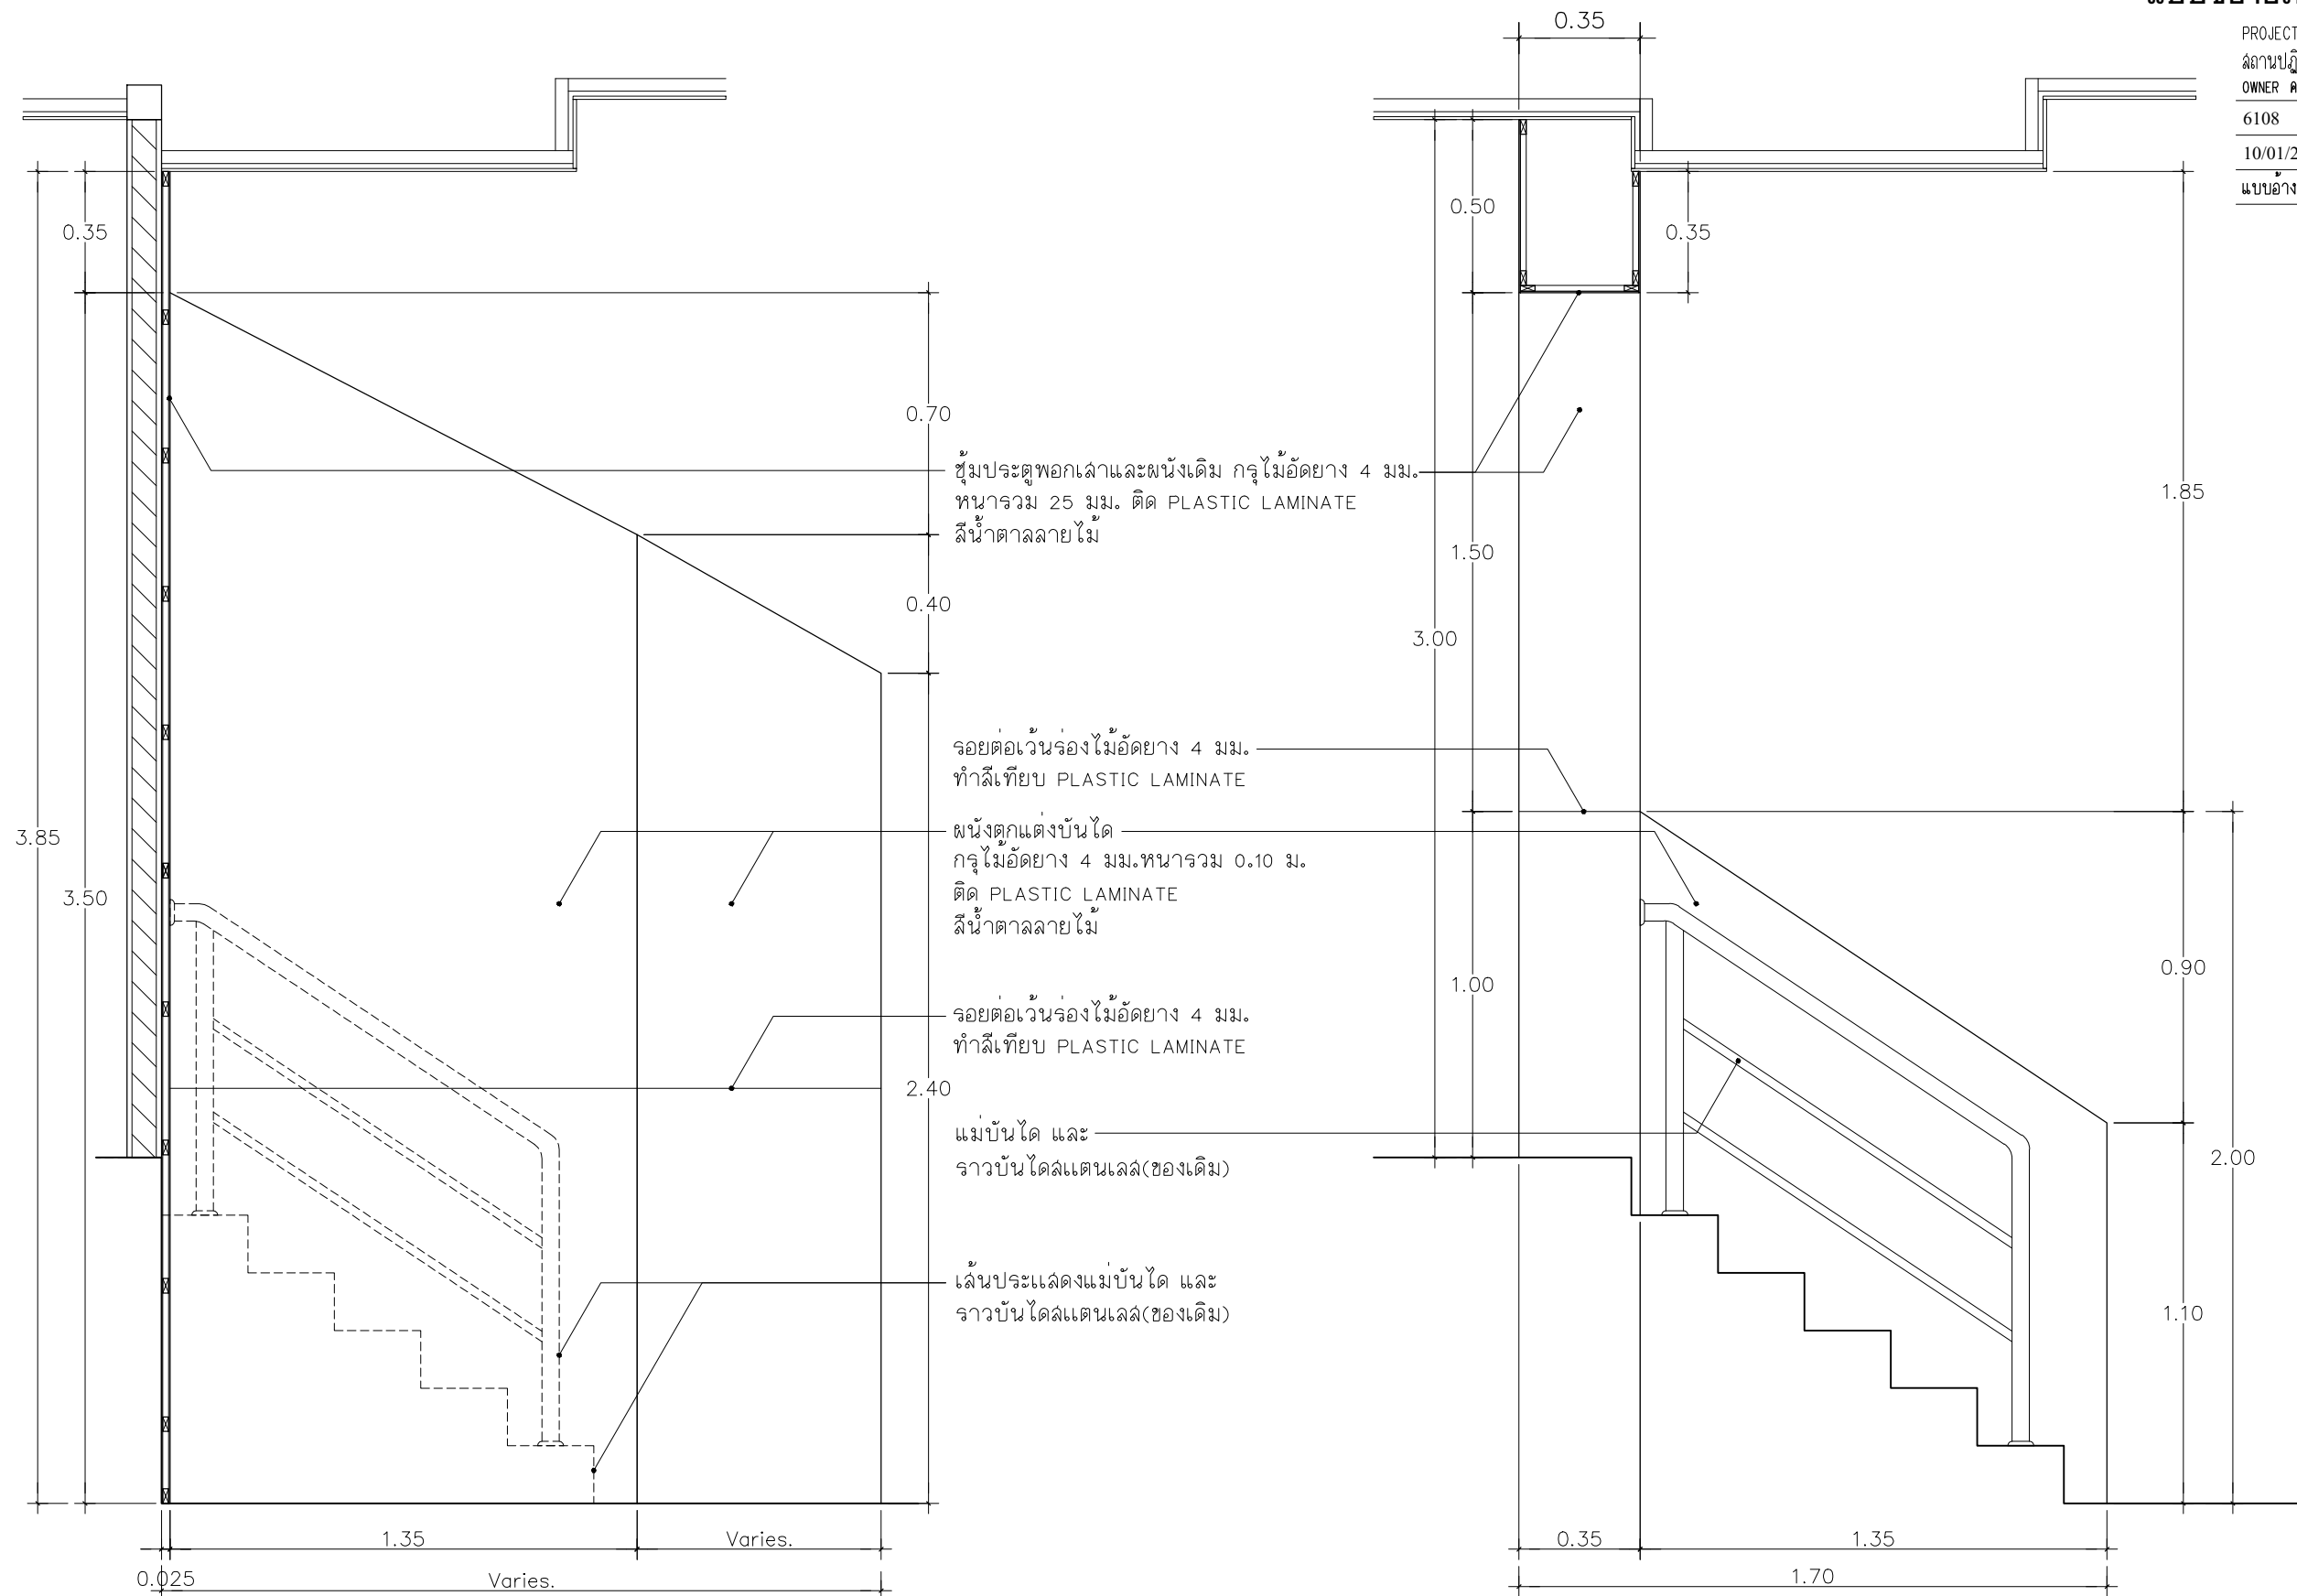 PROJECT
6108
10/01/2
แบบอ้าง
0.35
0.35
0.50
0.35
0.70
ซุ้มประตูพอกเสาและผนังเดิม กรุไม้อัดยาง 4 มม.
หนารวม 25 มม. ติด PLASTIC LAMINATE
สีน้ำตาลลายไม้
1.85
1.50
0.40
3.00
รอยต่อเว้นร่องไม้อัดยาง 4 มม.
ทำสีเทียบ PLASTIC LAMINATE
3.85
ผนังตกแต่งบันได
กรุไม้อัดยาง 4 มม.หนารวม 0.10 ม.
ติด PLASTIC LAMINATE
สีน้ำตาลลายไม้
3.50
0.90
1.00
รอยต่อเว้นร่องไม้อัดยาง 4 มม.
ทำสีเทียบ PLASTIC LAMINATE
2.40
แม่บันได และ
ราวบันไดสแตนเลส(ของเดิม)
2.00
เส้นประแสดงแม่บันได และ
ราวบันไดสแตนเลส(ของเดิม)
1.10
1.35
Varies.
0.35
1.35
0.025
Varies.
1.70